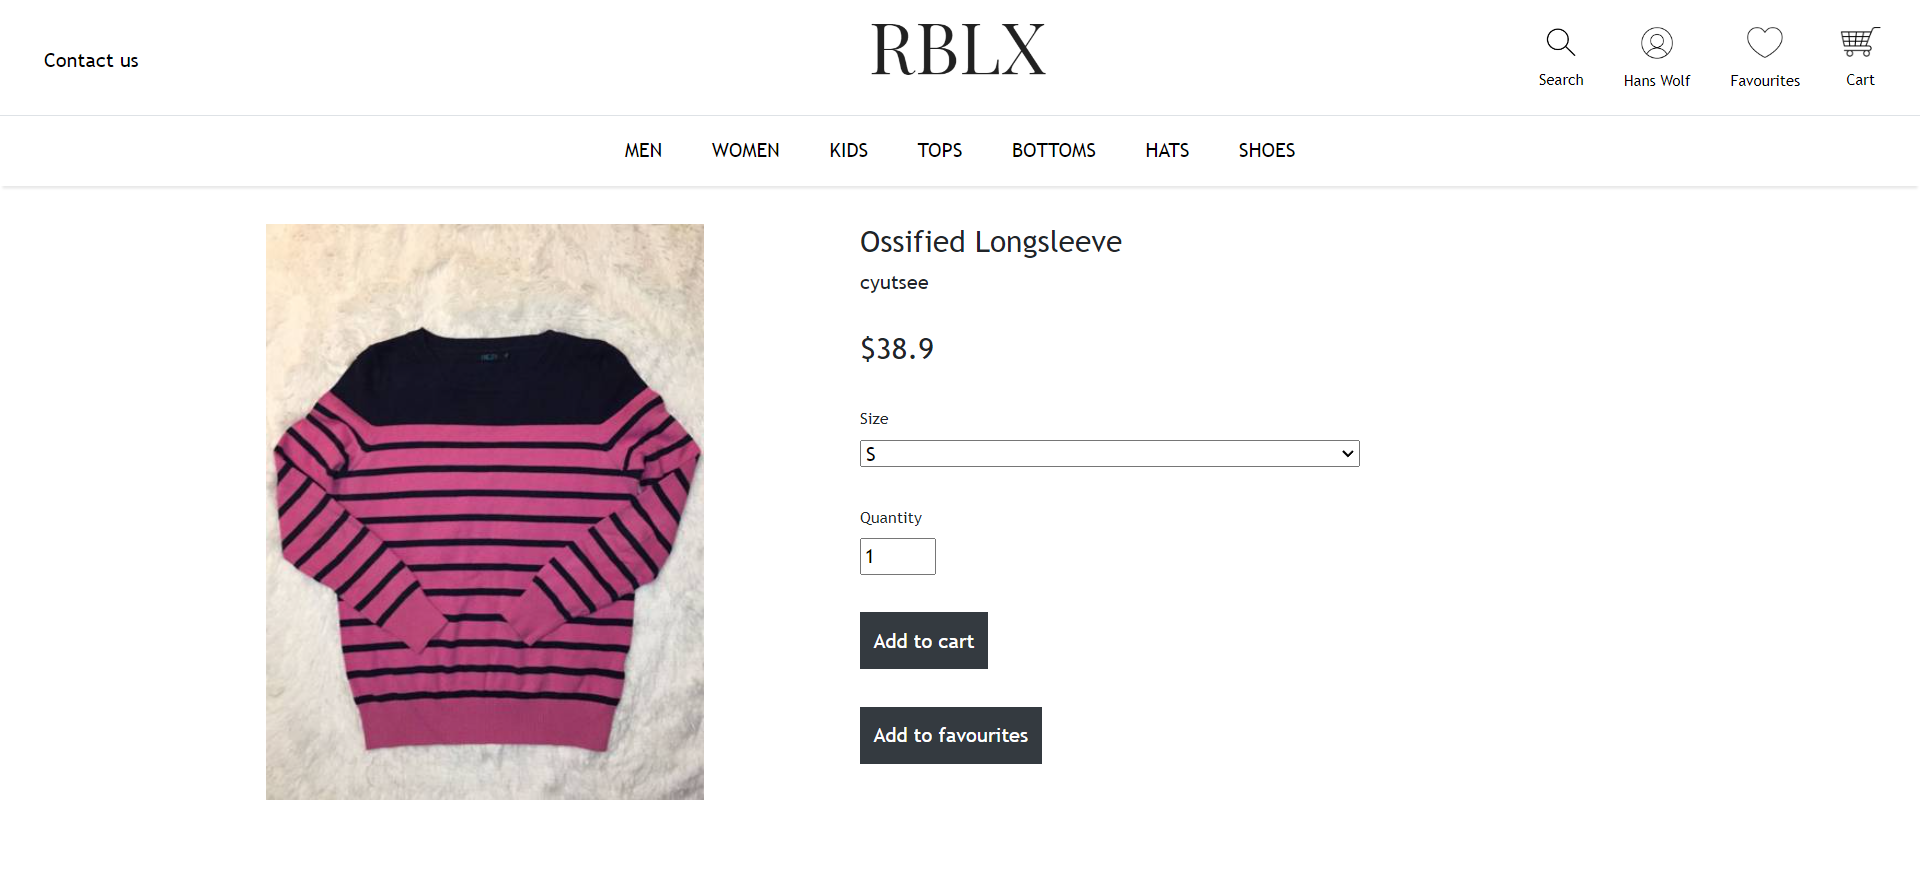 Contact us
RBLX
Search
Hans Wolf
Favourites
Cart
MEN
WOMEN
KIDS
TOPS
BOTTOMS
HATS
SHOES
Ossified Longsleeve
cyutsee
$38.9
Size
S
Quantity
1
Add to cart
Add to favourites